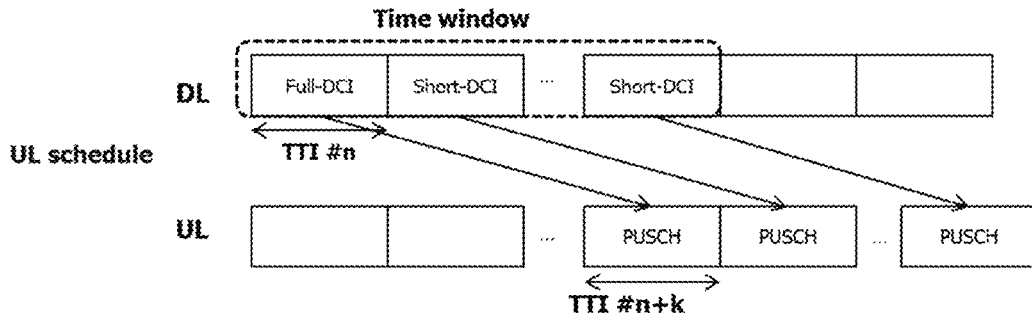 Time window
DL
Full-DCI
Short-DCI
...
Short-DCI
TTI #n
UL schedule
UL
...
PUSCH
PUSCH
...
PUSCH
TTI #n+k